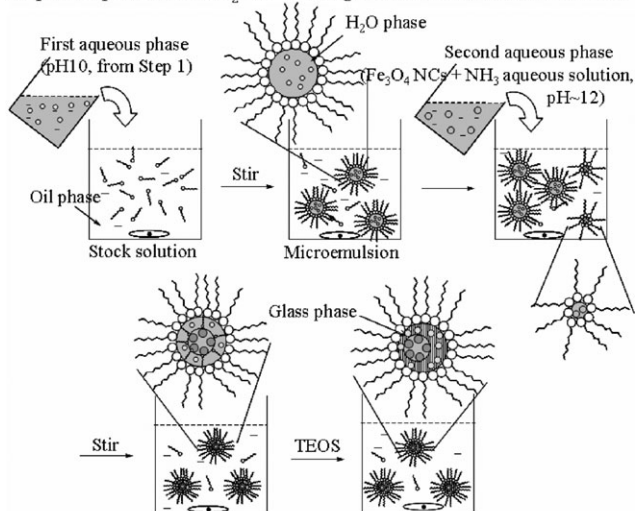 H₂O phase
First aqueous phase
(pH10, from Step 1)
Second aqueous phase
(Fe₃O₄ NCs + NH₃ aqueous solution,
pH~12)
Oil phase
Stir
Stock solution
Microemulsion
Glass phase
Stir
TEOS